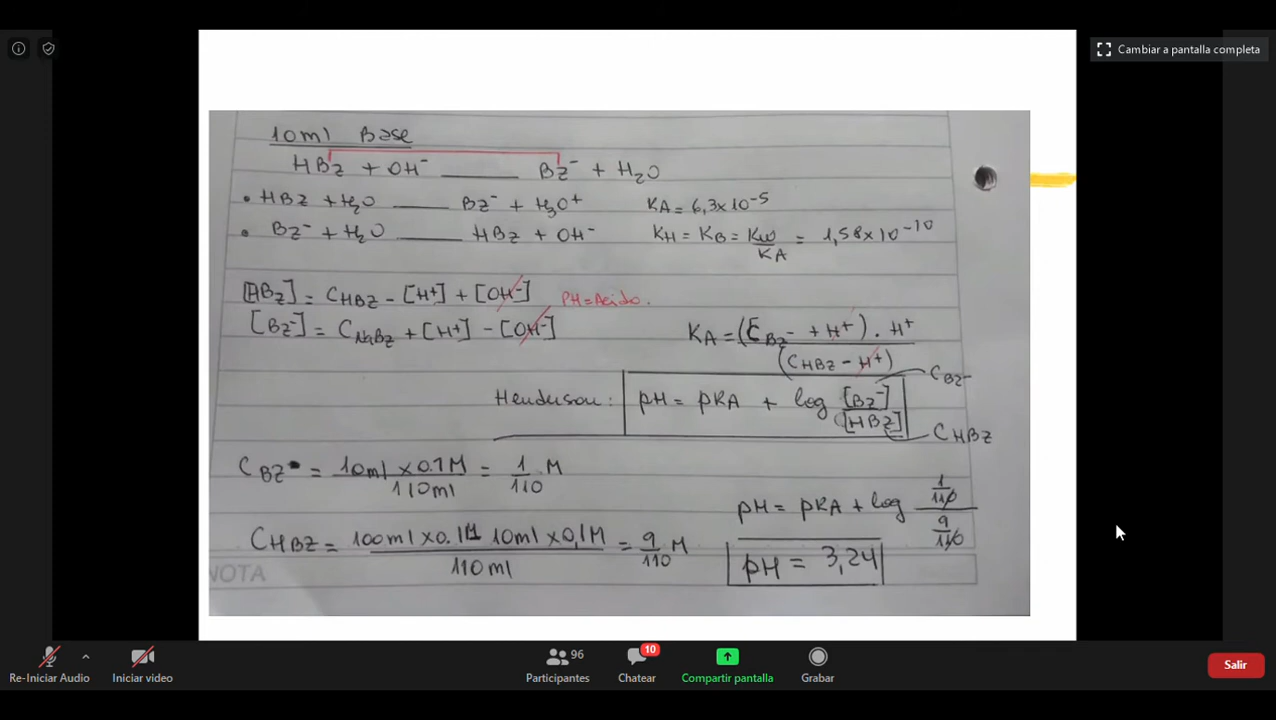 Cambiar a pantalla completa
10ml Base
HBz + OH⁻ ____ Bz⁻ + H₂O
• HBz + H₂O ____ Bz⁻ + H₃O⁺ KA = 6,3x10⁻⁵
• Bz⁻ + H₂O ____ HBz + OH⁻ KH = KB = Kw/KA = 1,58x10⁻¹⁰
[HBz] = CHBz - [H⁺] + [OH⁻] PH = Acido.
[Bz⁻] = CNaBz + [H⁺] - [OH⁻]
KA = (CBz⁻ + H⁺) . H⁺ / (CHBz - H⁺)
Henderson: pH = pKA + log [Bz⁻]/[HBz] CBz⁻ CHBZ
CBZ⁻ = 10ml x 0.1M / 110ml = 1/110 M
pH = pKA + log 1/110 / 9/110
CHBZ = 100ml x 0.1M 10ml x 0,1M / 110ml = 9/110 M
pH = 3,24
NOTA
Re-Iniciar Audio
Iniciar video
96
Participantes
10
Chatear
Compartir pantalla
Grabar
Salir